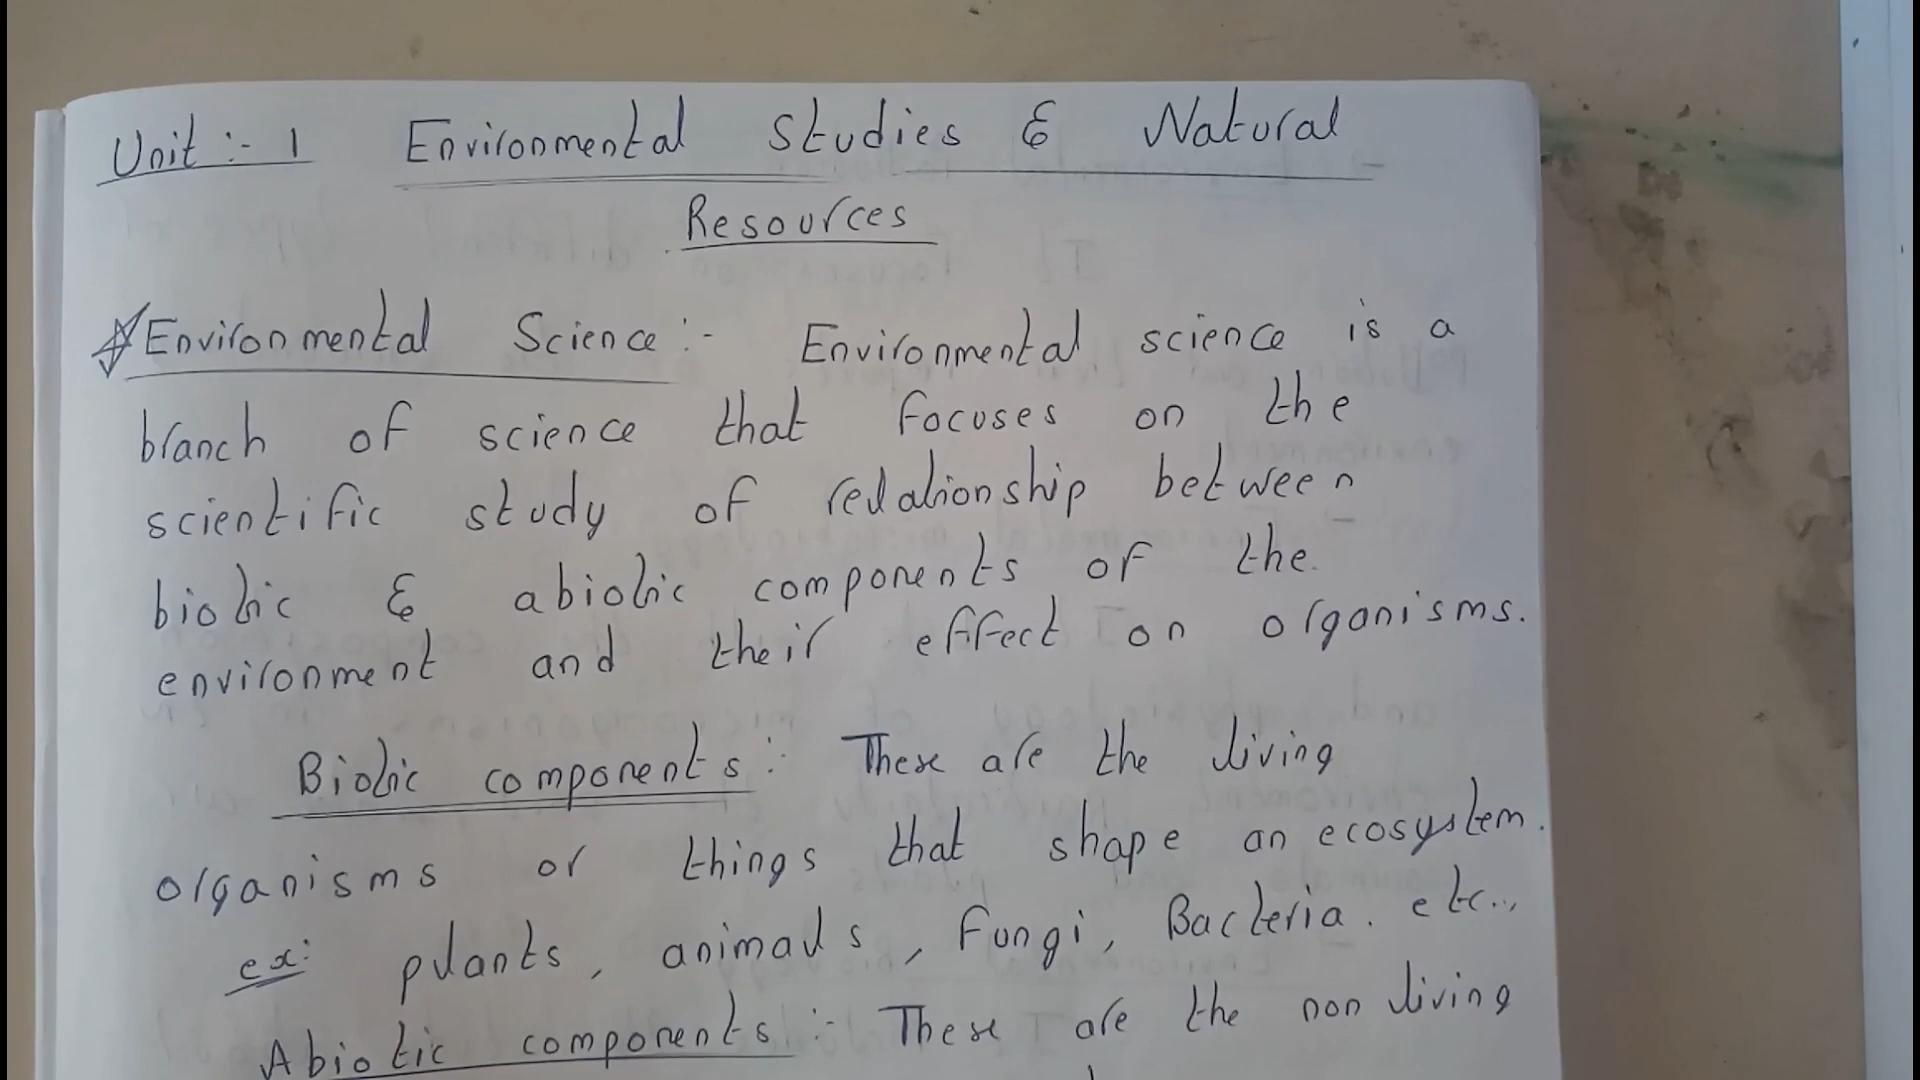 Unit :- 1 Environmental Studies & Natural
Resources
Environmental Science :- Environmental science is a
branch of science that focuses on the
scientific study of relationship between
biotic & abiotic components of the
environment and their effect on organisms.
Biotic components :- These are the living
organisms or things that shape an ecosystem.
ex: plants, animals, Fungi, Bacteria. etc..,
Abiotic components :- These are the non living